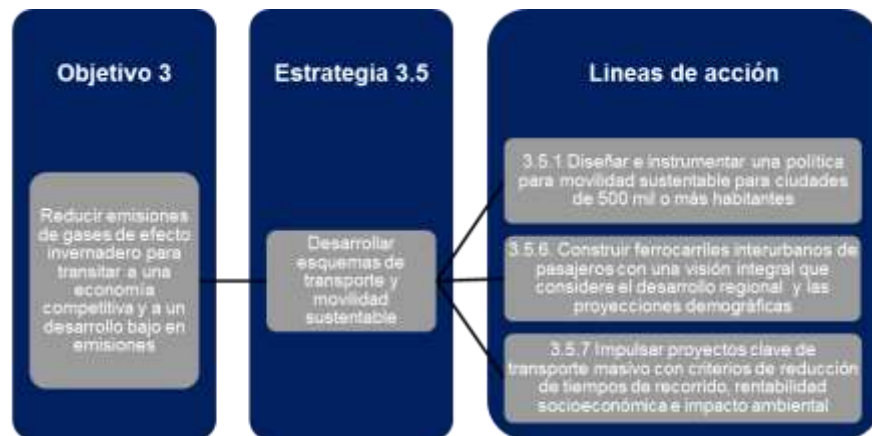 Objetivo 3
Reducir emisiones
de gases de efecto
invernadero para
transitar a una
economía
competitiva y a un
desarrollo bajo en
emisiones
Estrategia 3.5
Desarrollar
esquemas de
transporte y
movilidad
sustentable
Lineas de acción
3.5.1 Diseñar e instrumentar una política
para movilidad sustentable para ciudades
de 500 mil o más habitantes
3.5.6. Construir ferrocarriles interurbanos de
pasajeros con una visión integral que
considere el desarrollo regional y las
proyecciones demográficas
3.5.7 Impulsar proyectos clave de
transporte masivo con criterios de reducción
de tiempos de recorrido, rentabilidad
socioeconómica e impacto ambiental